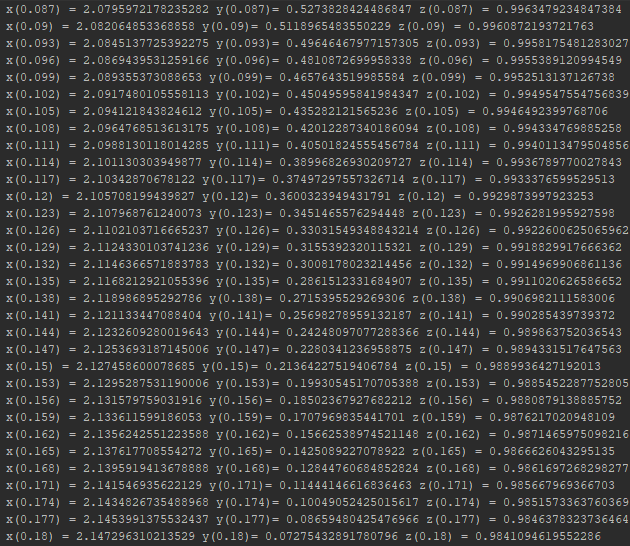 x(0.087) = 2.0795972178235282 y(0.087)= 0.5273828424486847 z(0.087) = 0.9963479234847384
x(0.09) = 2.082064853368068 y(0.09)= 0.5118965483550229 z(0.09) = 0.9960872193721763
x(0.093) = 2.0845137725392275 y(0.093)= 0.49646467977157305 z(0.093) = 0.9958175481283027
x(0.096) = 2.0869439531259166 y(0.096)= 0.4810872699958338 z(0.096) = 0.9955389120994549
x(0.099) = 2.089355373088653 y(0.099)= 0.4657643519985584 z(0.099) = 0.9952513137126738
x(0.102) = 2.0917480105558113 y(0.102)= 0.45049595841984347 z(0.102) = 0.9949547554756839
x(0.105) = 2.094121843824612 y(0.105)= 0.435282121565236 z(0.105) = 0.9946492399768706
x(0.108) = 2.0964768513613175 y(0.108)= 0.42012287340186094 z(0.108) = 0.994334769885258
x(0.111) = 2.0988130118014285 y(0.111)= 0.40501824555456784 z(0.111) = 0.9940113479504856
x(0.114) = 2.101130303949877 y(0.114)= 0.38996826930209727 z(0.114) = 0.9936789770027843
x(0.117) = 2.10342870678122 y(0.117)= 0.37497297557326714 z(0.117) = 0.9933376599529513
x(0.12) = 2.105708199439827 y(0.12)= 0.3600323949431791 z(0.12) = 0.9929873997923253
x(0.123) = 2.107968761240073 y(0.123)= 0.3451465576294448 z(0.123) = 0.9926281995927598
x(0.126) = 2.1102103716665237 y(0.126)= 0.33031549348843214 z(0.126) = 0.9922600625065962
x(0.129) = 2.1124330103741236 y(0.129)= 0.3155392320115321 z(0.129) = 0.9918829917666362
x(0.132) = 2.1146366571883783 y(0.132)= 0.3008178023214456 z(0.132) = 0.9914969906861136
x(0.135) = 2.1168212921055396 y(0.135)= 0.2861512331684907 z(0.135) = 0.9911020626586652
x(0.138) = 2.118986895292786 y(0.138)= 0.2715395529269306 z(0.138) = 0.9906982111583006
x(0.141) = 2.121133447088404 y(0.141)= 0.25698278959132187 z(0.141) = 0.990285439739372
x(0.144) = 2.1232609280019643 y(0.144)= 0.24248097077288366 z(0.144) = 0.989863752036543
x(0.147) = 2.1253693187145006 y(0.147)= 0.2280341236958875 z(0.147) = 0.9894331517647563
x(0.15) = 2.127458600078685 y(0.15)= 0.21364227519406784 z(0.15) = 0.9889936427192013
x(0.153) = 2.1295287531190006 y(0.153)= 0.19930545170705388 z(0.153) = 0.9885452287752805
x(0.156) = 2.131579759031916 y(0.156)= 0.18502367927682212 z(0.156) = 0.9880879138885752
x(0.159) = 2.133611599186053 y(0.159)= 0.1707969835441701 z(0.159) = 0.9876217020948109
x(0.162) = 2.1356242551223588 y(0.162)= 0.15662538974521148 z(0.162) = 0.9871465975098216
x(0.165) = 2.137617708554272 y(0.165)= 0.1425089227078922 z(0.165) = 0.9866626043295135
x(0.168) = 2.1395919413678888 y(0.168)= 0.12844760684852824 z(0.168) = 0.9861697268298277
x(0.171) = 2.141546935622129 y(0.171)= 0.11444146616836463 z(0.171) = 0.985667969366703
x(0.174) = 2.1434826735488968 y(0.174)= 0.10049052425015617 z(0.174) = 0.9851573363760369
x(0.177) = 2.1453991375532437 y(0.177)= 0.08659480425476966 z(0.177) = 0.9846378323736464
x(0.18) = 2.147296310213529 y(0.18)= 0.07275432891780796 z(0.18) = 0.9841094619552286